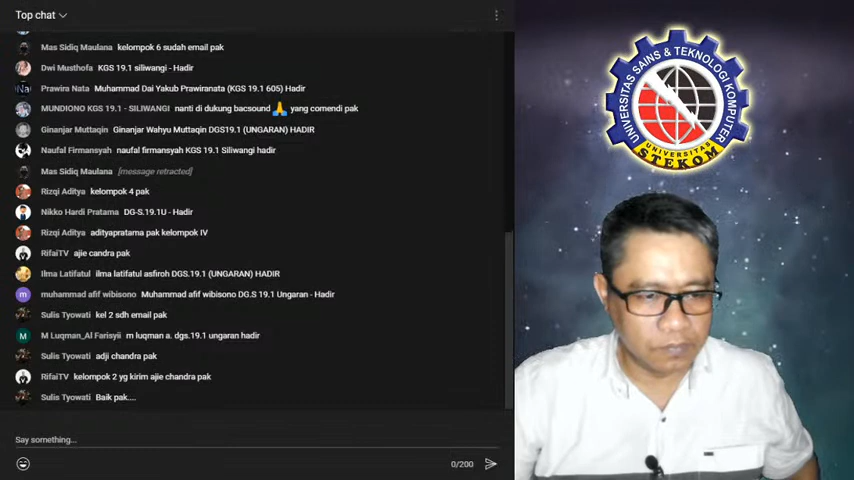 Top chat
Mas Sidiq Maulana kelompok 6 sudah email pak
Dwi Musthofa KGS 19.1 siliwangi - Hadir
Prawira Nata Muhammad Dai Yakub Prawiranata (KGS 19.1 605) Hadir
MUNDIONO KGS 19.1 - SILIWANGI nanti di dukung bacsound 🙏 yang comendi pak
Ginanjar Muttaqin Ginanjar Wahyu Muttaqin DGS19.1 (UNGARAN) HADIR
Naufal Firmansyah naufal firmansyah KGS 19.1 Siliwangi hadir
Mas Sidiq Maulana [message retracted]
Rizqi Aditya kelompok 4 pak
Nikko Hardi Pratama DG-S.19.1U - Hadir
Rizqi Aditya adityapratama pak kelompok IV
RifaiTV ajie candra pak
Ilma Latifatul ilma latifatul asfiroh DGS.19.1 (UNGARAN) HADIR
m muhammad afif wibisono Muhammad afif wibisono DG.S 19.1 Ungaran - Hadir
Sulis Tyowati kel 2 sdh email pak
M M Luqman_Al Farisyii m luqman a. dgs.19.1 ungaran hadir
Sulis Tyowati adji chandra pak
RifaiTV kelompok 2 yg kirim ajie chandra pak
Sulis Tyowati Baik pak....
Say something...
0/200
UNIVERSITAS SAINS & TEKNOLOGI KOMPUTER
UNIVERSITAS
STEKOM